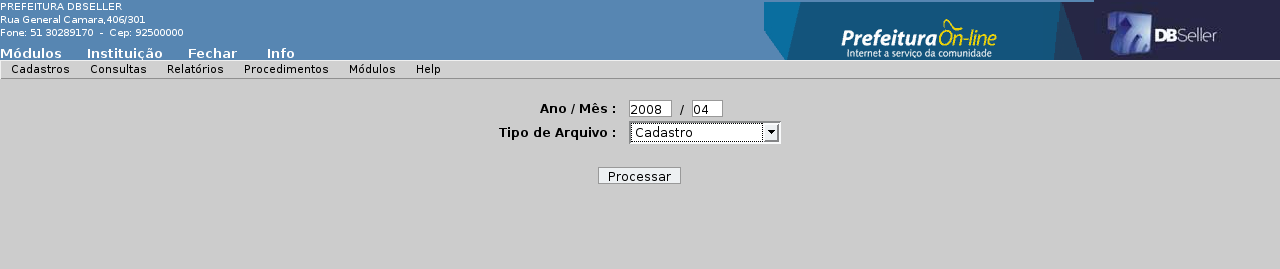 PREFEITURA DBSELLER
Rua General Camara,406/301
Fone: 51 30289170 - Cep: 92500000
Prefeitura On-line
Internet a serviço da comunidade
DBSeller
Módulos Instituição Fechar Info
Cadastros Consultas Relatórios Procedimentos Módulos Help
Ano / Mês : 2008 / 04
Tipo de Arquivo : Cadastro
Processar